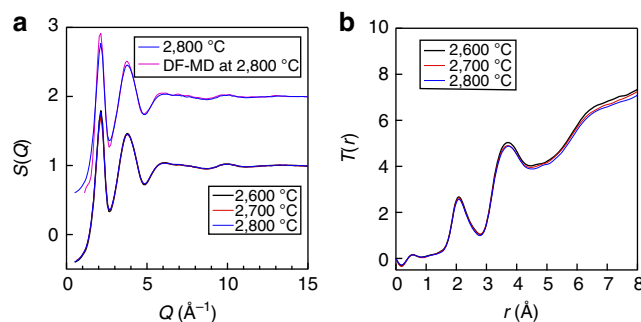 a
3
2
1
0
S(Q)
2,800 °C
DF-MD at 2,800 °C
2,600 °C
2,700 °C
2,800 °C
0 5 10 15
Q (Å⁻¹)
b
10
8
6
4
2
0
T(r)
2,600 °C
2,700 °C
2,800 °C
0 1 2 3 4 5 6 7 8
r (Å)